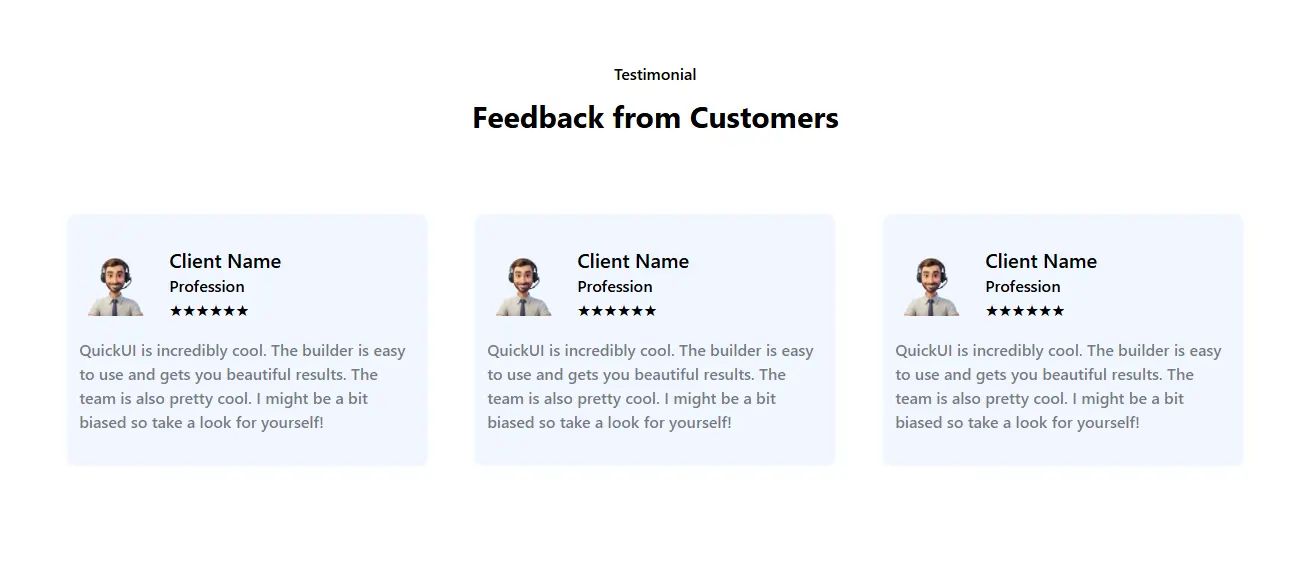 Testimonial
Feedback from Customers
Client Name
Profession
★★★★★★
QuickUI is incredibly cool. The builder is easy
to use and gets you beautiful results. The
team is also pretty cool. I might be a bit
biased so take a look for yourself!
Client Name
Profession
★★★★★★
QuickUI is incredibly cool. The builder is easy
to use and gets you beautiful results. The
team is also pretty cool. I might be a bit
biased so take a look for yourself!
Client Name
Profession
★★★★★★
QuickUI is incredibly cool. The builder is easy
to use and gets you beautiful results. The
team is also pretty cool. I might be a bit
biased so take a look for yourself!